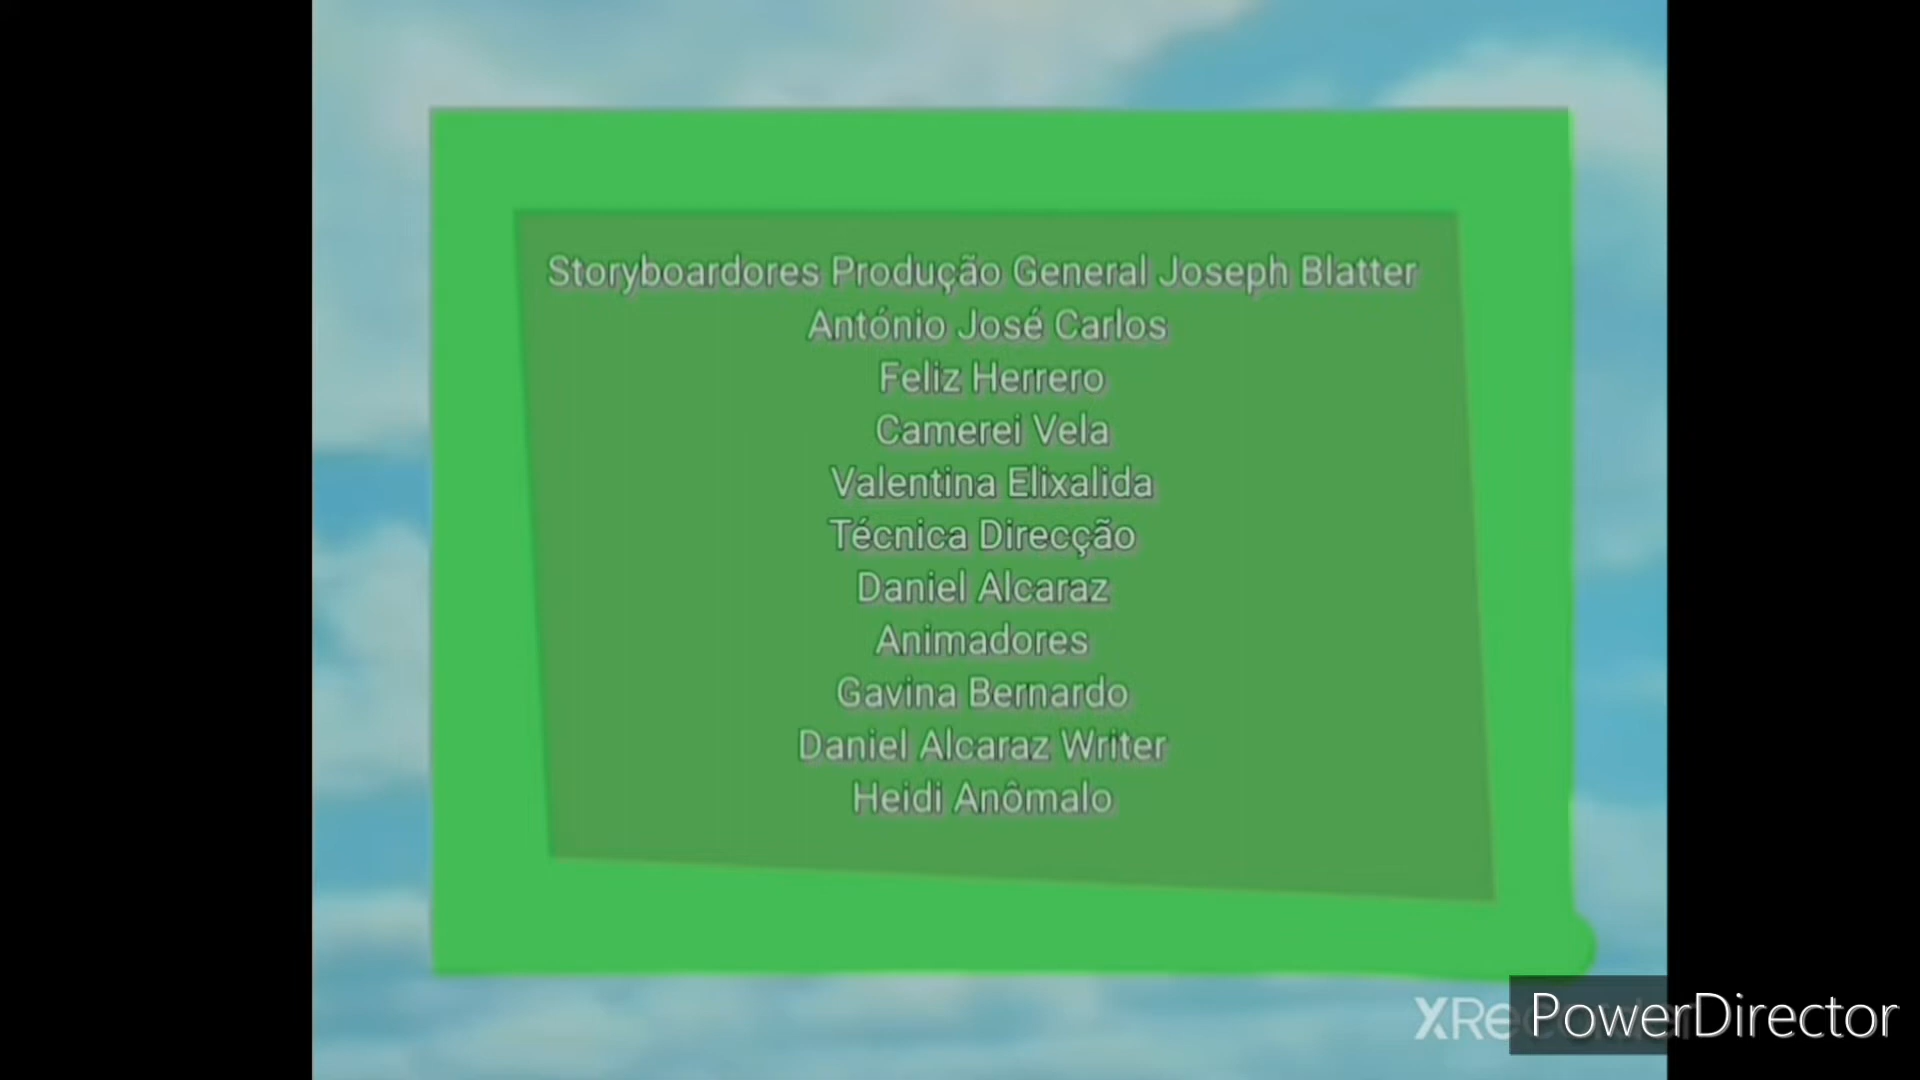 Storyboardores Produção General Joseph Blatter
António José Carlos
Feliz Herrero
Camerei Vela
Valentina Elixalida
Técnica Direcção
Daniel Alcaraz
Animadores
Gavina Bernardo
Daniel Alcaraz Writer
Heidi Anômalo
PowerDirector